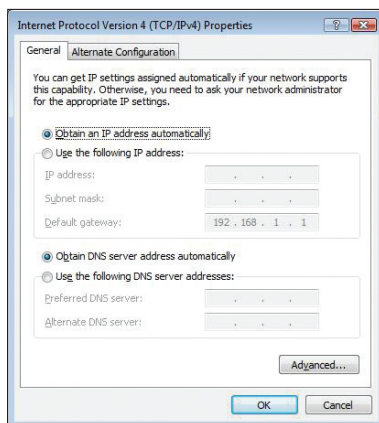 Internet Protocol Version 4 (TCP/IPv4) Properties
General Alternate Configuration
You can get IP settings assigned automatically if your network supports
this capability. Otherwise, you need to ask your network administrator
for the appropriate IP settings.
Obtain an IP address automatically
Use the following IP address:
IP address: . . .
Subnet mask: . . .
Default gateway: 192 . 168 . 1 . 1
Obtain DNS server address automatically
Use the following DNS server addresses:
Preferred DNS server: . . .
Alternate DNS server: . . .
Advanced...
OK Cancel